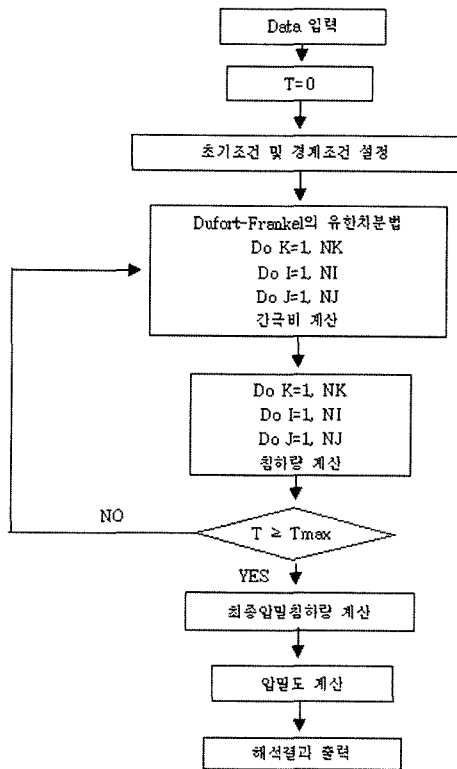 Data 입력
T=0
초기조건 및 경계조건 설정
Dufort-Frankel의 유한차분법
Do K=1, NK
Do I=1, NI
Do J=1, NJ
간극비 계산
Do K=1, NK
Do I=1, NI
Do J=1, NJ
침하량 계산
NO
T ≥ Tmax
YES
최종압밀침하량 계산
압밀도 계산
해석결과 출력